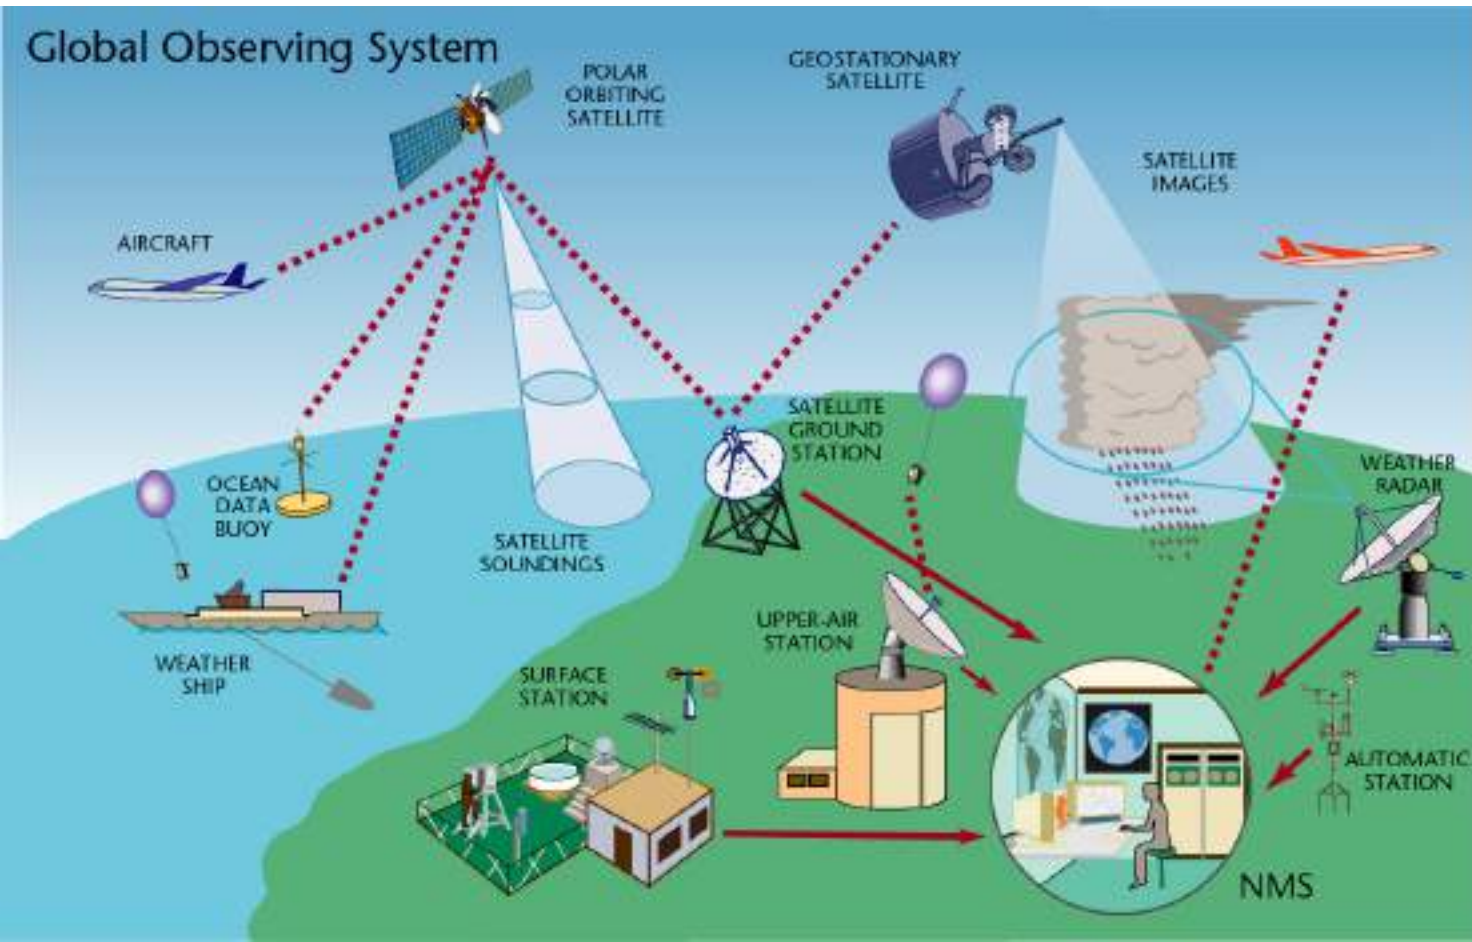 Global Observing System
POLAR
ORBITING
SATELLITE
GEOSTATIONARY
SATELLITE
SATELLITE
IMAGES
AIRCRAFT
SATELLITE
GROUND
STATION
WEATHER
RADAR
OCEAN
DATA
BUOY
SATELLITE
SOUNDINGS
UPPER-AIR
STATION
WEATHER
SHIP
SURFACE
STATION
AUTOMATIC
STATION
NMS